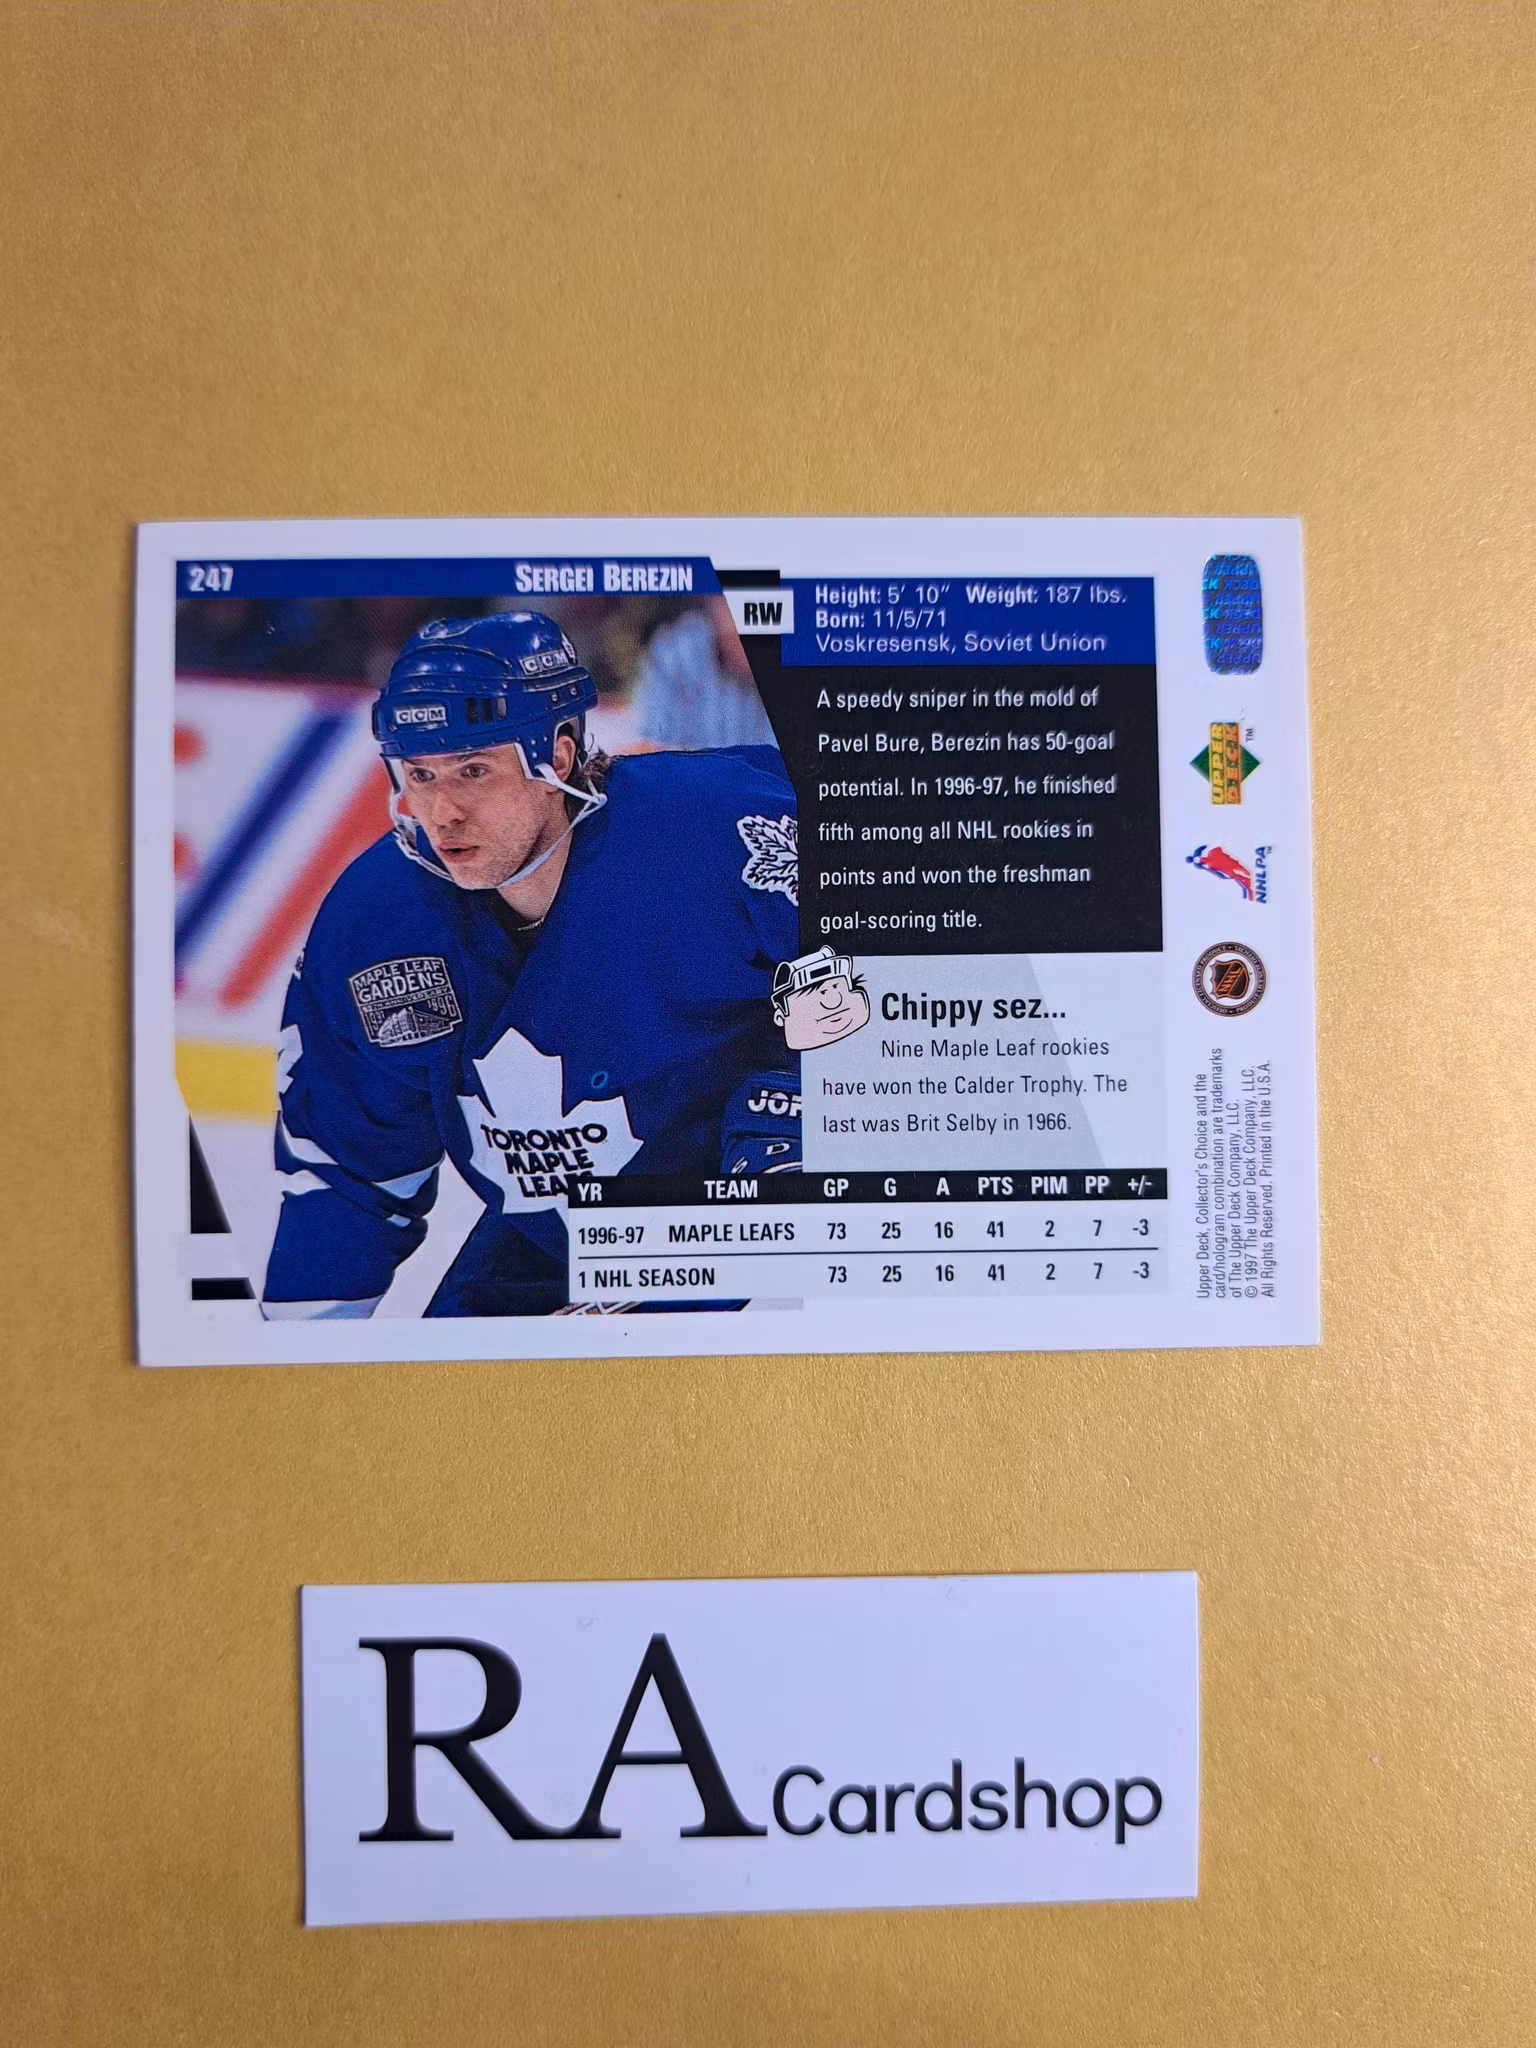 247 SERGEI BEREZIN
RW
Height: 5' 10" Weight: 187 lbs.
Born: 11/5/71
Voskresensk, Soviet Union
A speedy sniper in the mold of
Pavel Bure, Berezin has 50-goal
potential. In 1996-97, he finished
fifth among all NHL rookies in
points and won the freshman
goal-scoring title.
Chippy sez...
Nine Maple Leaf rookies
have won the Calder Trophy. The
last was Brit Selby in 1966.
YR TEAM GP G A PTS PIM PP +/-
1996-97 MAPLE LEAFS 73 25 16 41 2 7 -3
1 NHL SEASON 73 25 16 41 2 7 -3
CCM
CCM
MAPLE LEAF
GARDENS
1931 1996
TORONTO
MAPLE
LEAFS
JOF
UPPER
DECK
TM
NHLPA
NHL
Upper Deck, Collector's Choice and the
card/hologram combination are trademarks
of The Upper Deck Company, LLC.
© 1997 The Upper Deck Company, LLC.
All Rights Reserved. Printed in the U.S.A.
RA Cardshop